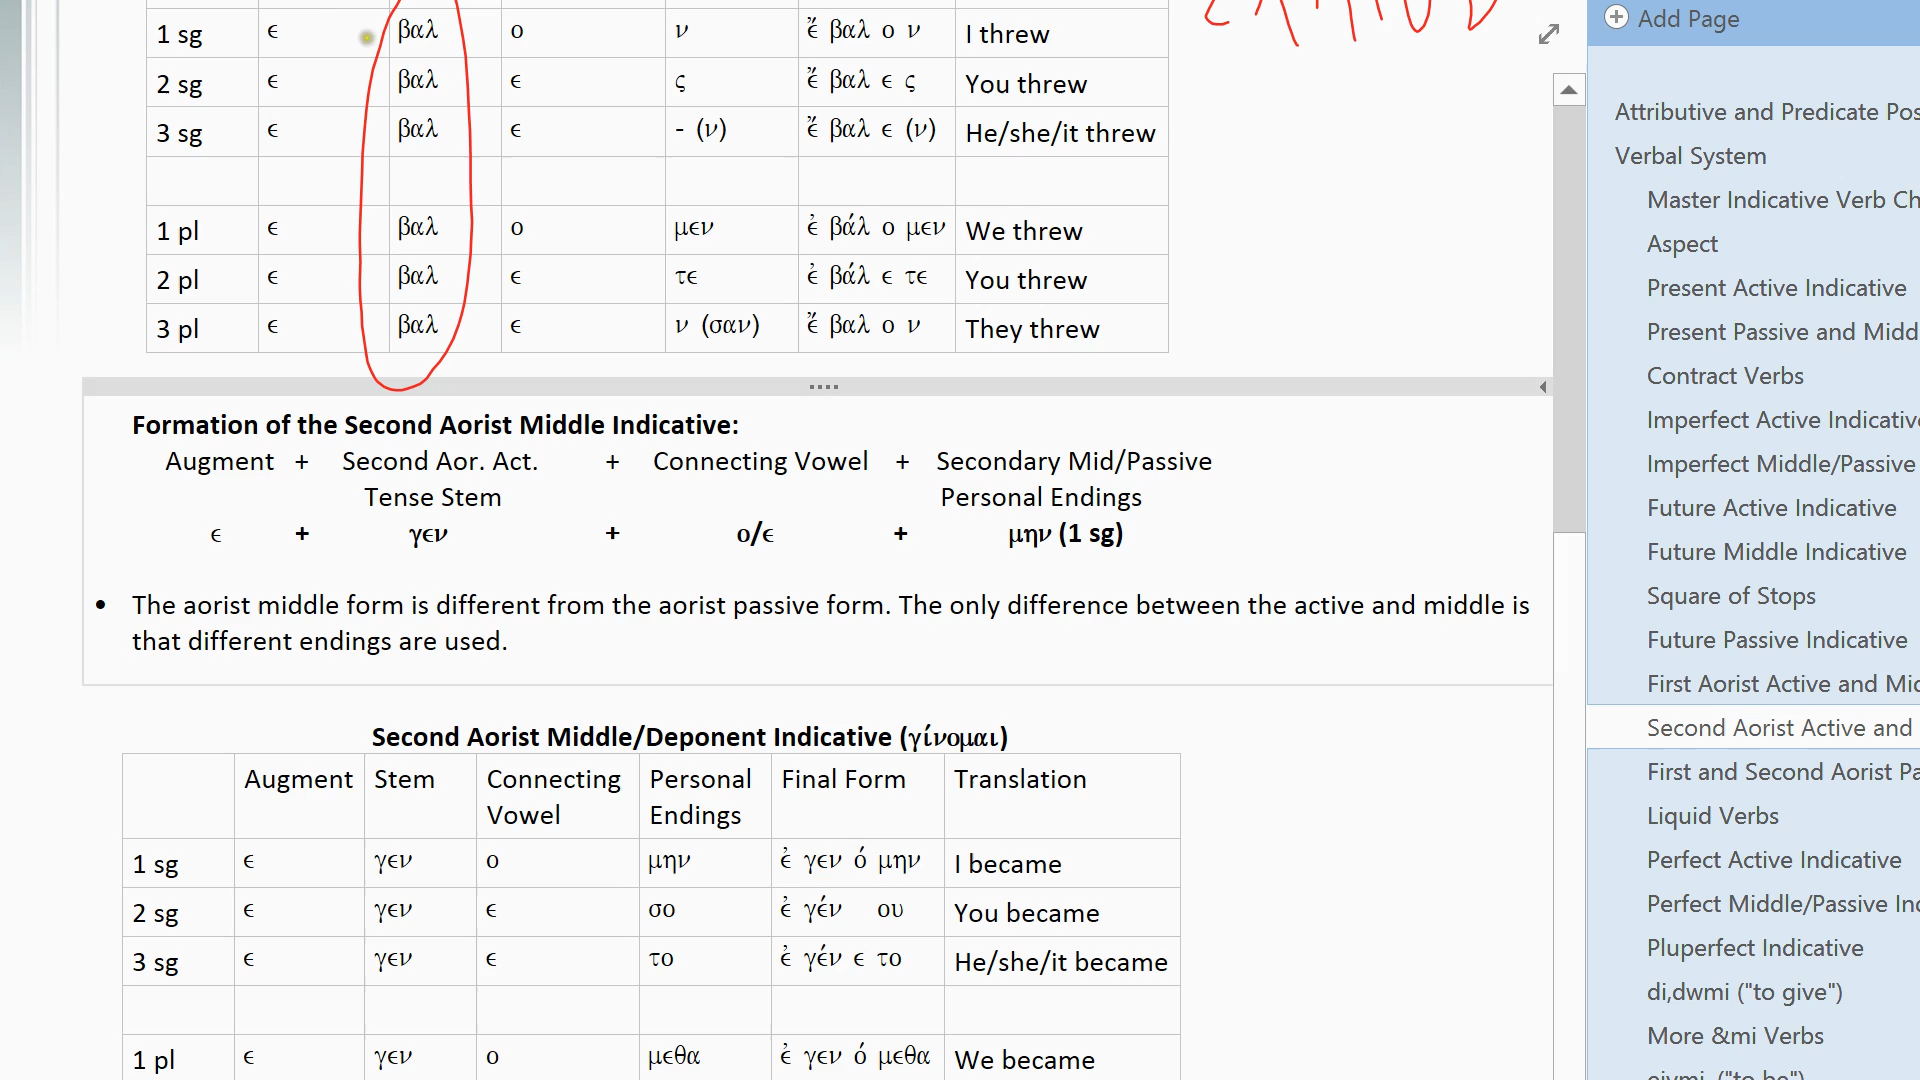 1 sg ϵ βαλ ο ν ἔ βαλ ο ν I threw
2 sg ϵ βαλ ϵ ς ἔ βαλ ϵ ς You threw
3 sg ϵ βαλ ϵ - (ν) ἔ βαλ ϵ (ν) He/she/it threw
1 pl ϵ βαλ ο μϵν ἐ βάλ ο μϵν We threw
2 pl ϵ βαλ ϵ τϵ ἐ βάλ ϵ τϵ You threw
3 pl ϵ βαλ ϵ ν (σαν) ἔ βαλ ο ν They threw
Formation of the Second Aorist Middle Indicative:
Augment + Second Aor. Act. + Connecting Vowel + Secondary Mid/Passive
Tense Stem Personal Endings
ϵ + γϵν + ο/ϵ + μην (1 sg)
• The aorist middle form is different from the aorist passive form. The only difference between the active and middle is
that different endings are used.
Second Aorist Middle/Deponent Indicative (γίνομαι)
Augment Stem Connecting Personal Final Form Translation
Vowel Endings
1 sg ϵ γϵν ο μην ἐ γϵν ό μην I became
2 sg ϵ γϵν ϵ σο ἐ γέν ου You became
3 sg ϵ γϵν ϵ το ἐ γέν ϵ το He/she/it became
1 pl ϵ γϵν ο μϵθα ἐ γϵν ό μϵθα We became
Add Page
Attributive and Predicate Pos
Verbal System
Master Indicative Verb Ch
Aspect
Present Active Indicative
Present Passive and Midd
Contract Verbs
Imperfect Active Indicative
Imperfect Middle/Passive
Future Active Indicative
Future Middle Indicative
Square of Stops
Future Passive Indicative
First Aorist Active and Mid
Second Aorist Active and
First and Second Aorist Pa
Liquid Verbs
Perfect Active Indicative
Perfect Middle/Passive Ind
Pluperfect Indicative
di,dwmi ("to give")
More &mi Verbs
eivmi, ("to be")